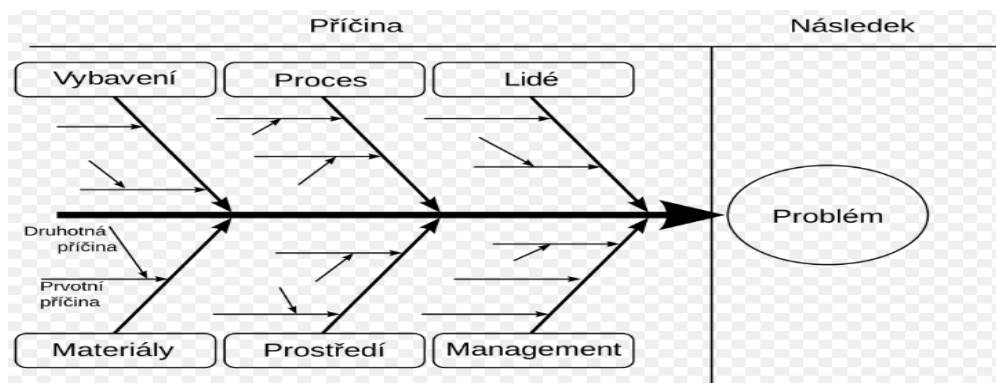 Příčina
Následek
Vybavení
Proces
Lidé
Problém
Druhotná
příčina
Prvotní
příčina
Materiály
Prostředí
Management